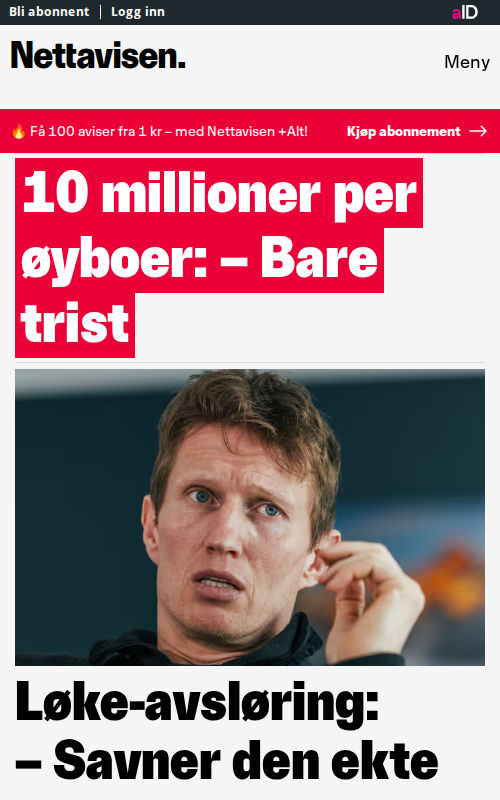 Bli abonnent | Logg inn
aID
Nettavisen.
Meny
🔥 Få 100 aviser fra 1 kr – med Nettavisen +Alt!
Kjøp abonnement →
10 millioner per
øyboer: – Bare
trist
Løke-avsløring:
– Savner den ekte